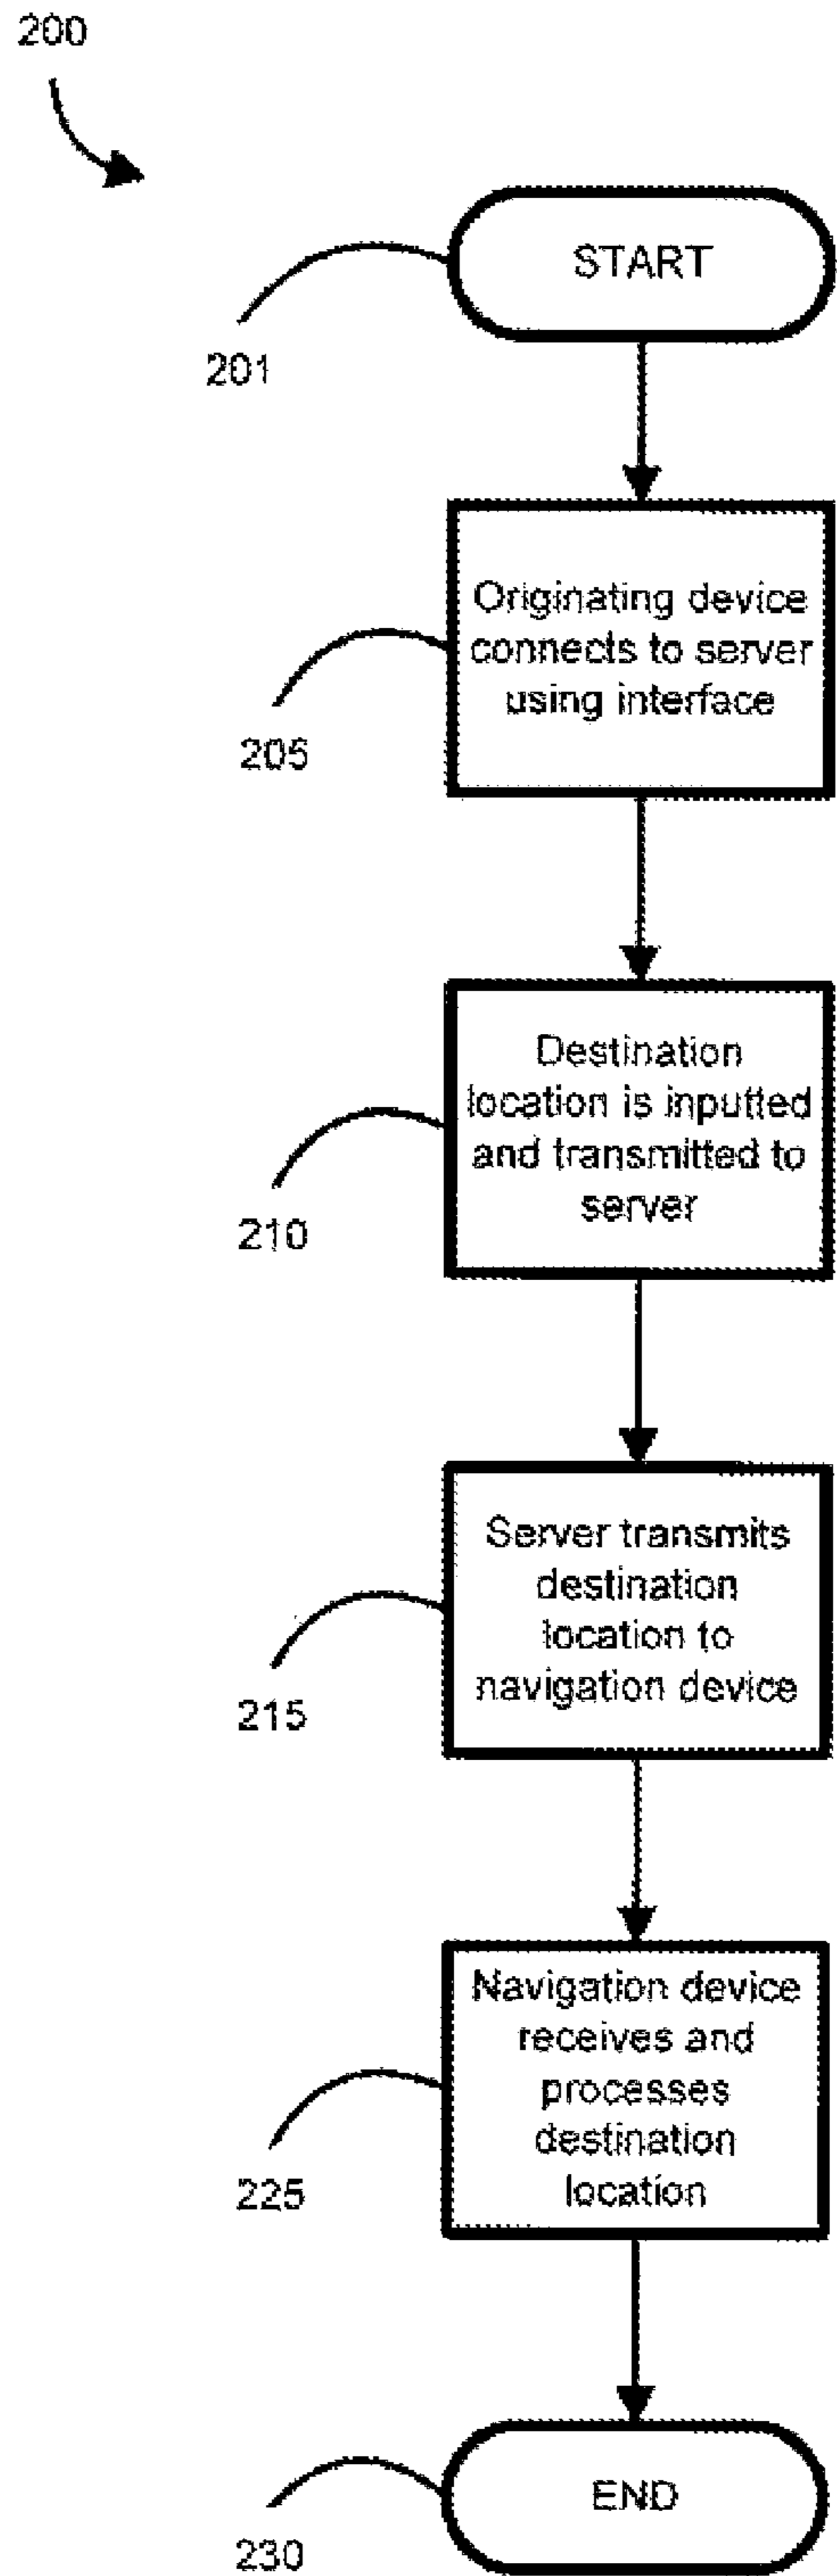 200
START
201
Originating device
connects to server
using interface
205
Destination
location is inputted
and transmitted to
server
210
Server transmits
destination
location to
navigation device
215
Navigation device
receives and
processes
destination
location
225
END
230